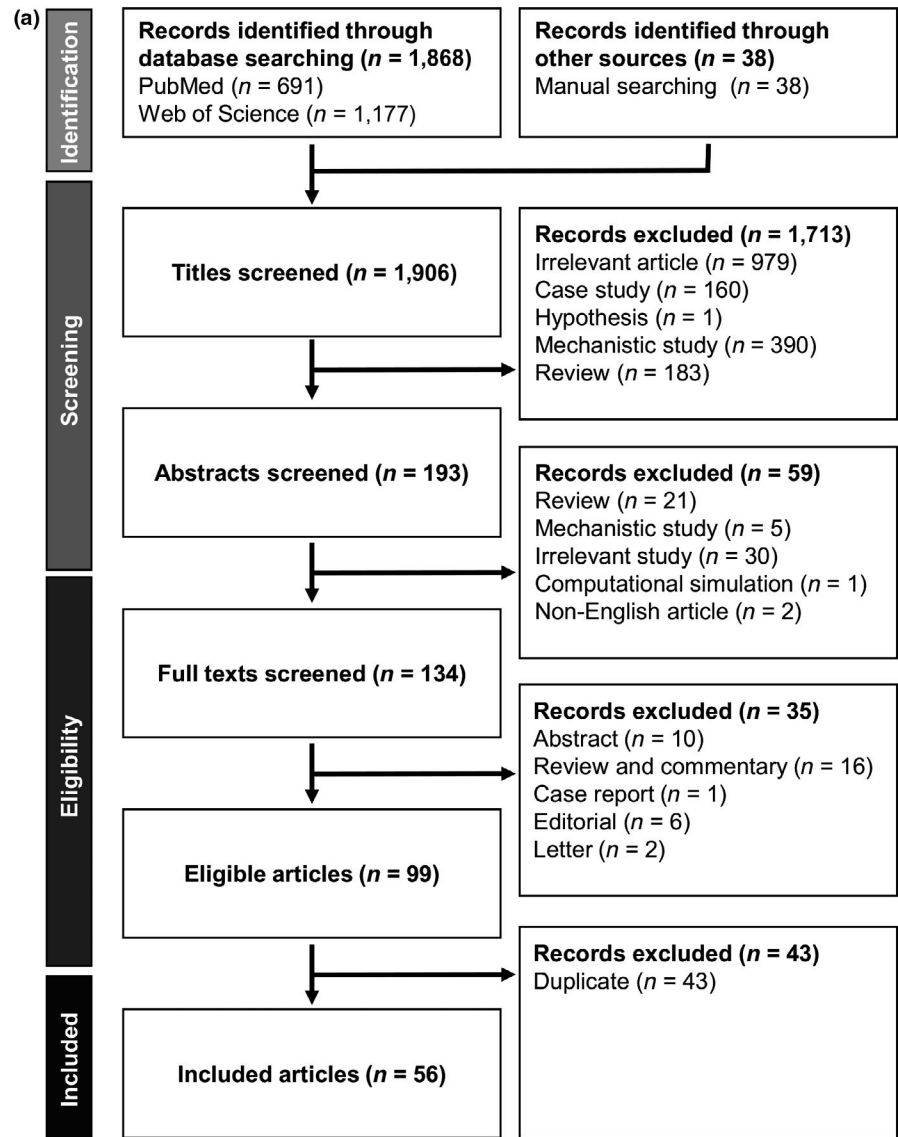 (a)
Identification
Records identified through
database searching (n = 1,868)
PubMed (n = 691)
Web of Science (n = 1,177)
Records identified through
other sources (n = 38)
Manual searching (n = 38)
Screening
Titles screened (n = 1,906)
Records excluded (n = 1,713)
Irrelevant article (n = 979)
Case study (n = 160)
Hypothesis (n = 1)
Mechanistic study (n = 390)
Review (n = 183)
Abstracts screened (n = 193)
Records excluded (n = 59)
Review (n = 21)
Mechanistic study (n = 5)
Irrelevant study (n = 30)
Computational simulation (n = 1)
Non-English article (n = 2)
Eligibility
Full texts screened (n = 134)
Records excluded (n = 35)
Abstract (n = 10)
Review and commentary (n = 16)
Case report (n = 1)
Editorial (n = 6)
Letter (n = 2)
Eligible articles (n = 99)
Records excluded (n = 43)
Duplicate (n = 43)
Included
Included articles (n = 56)